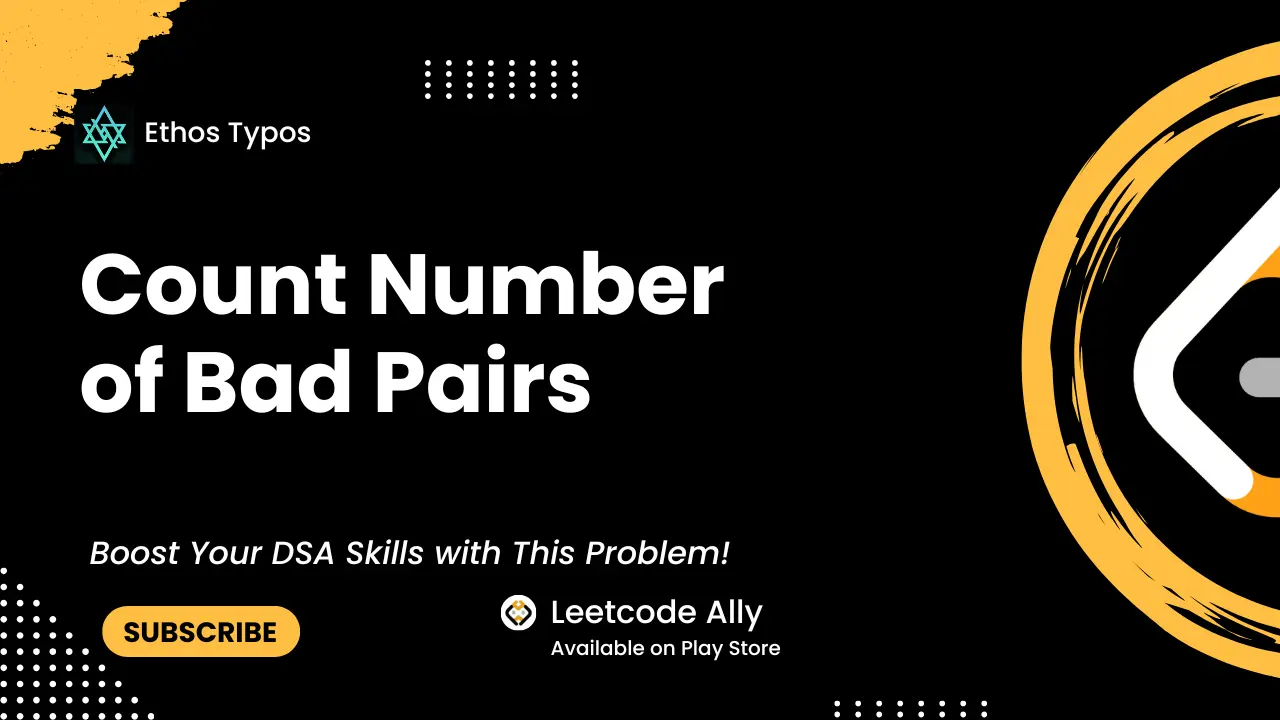 Ethos Typos
Count Number
of Bad Pairs
Boost Your DSA Skills with This Problem!
SUBSCRIBE
Leetcode Ally
Available on Play Store